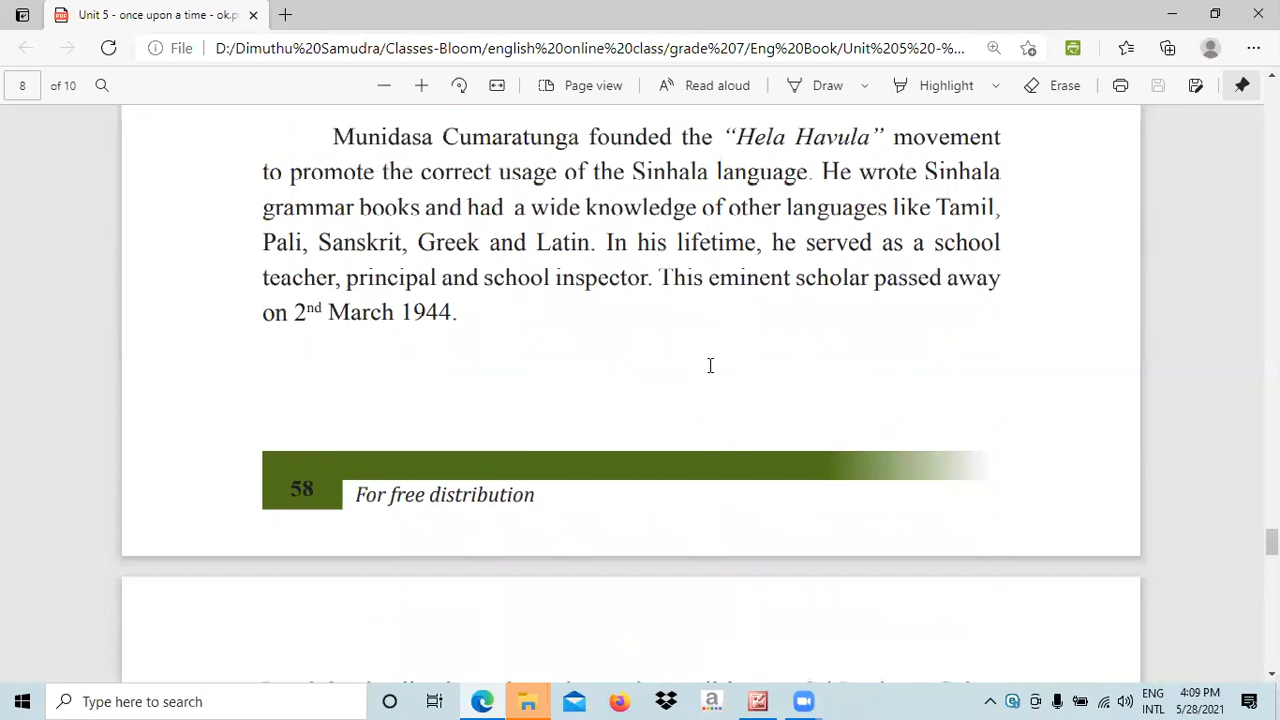 Unit 5 - once upon a time - ok.p
File D:/Dimuthu%20Samudra/Classes-Bloom/english%20online%20class/grade%207/Eng%20Book/Unit%205%20-%...
8 of 10 Page view Read aloud Draw Highlight Erase
Munidasa Cumaratunga founded the “Hela Havula” movement
to promote the correct usage of the Sinhala language. He wrote Sinhala
grammar books and had a wide knowledge of other languages like Tamil,
Pali, Sanskrit, Greek and Latin. In his lifetime, he served as a school
teacher, principal and school inspector. This eminent scholar passed away
on 2nd March 1944.
58
For free distribution
Type here to search
ENG 4:09 PM
INTL 5/28/2021